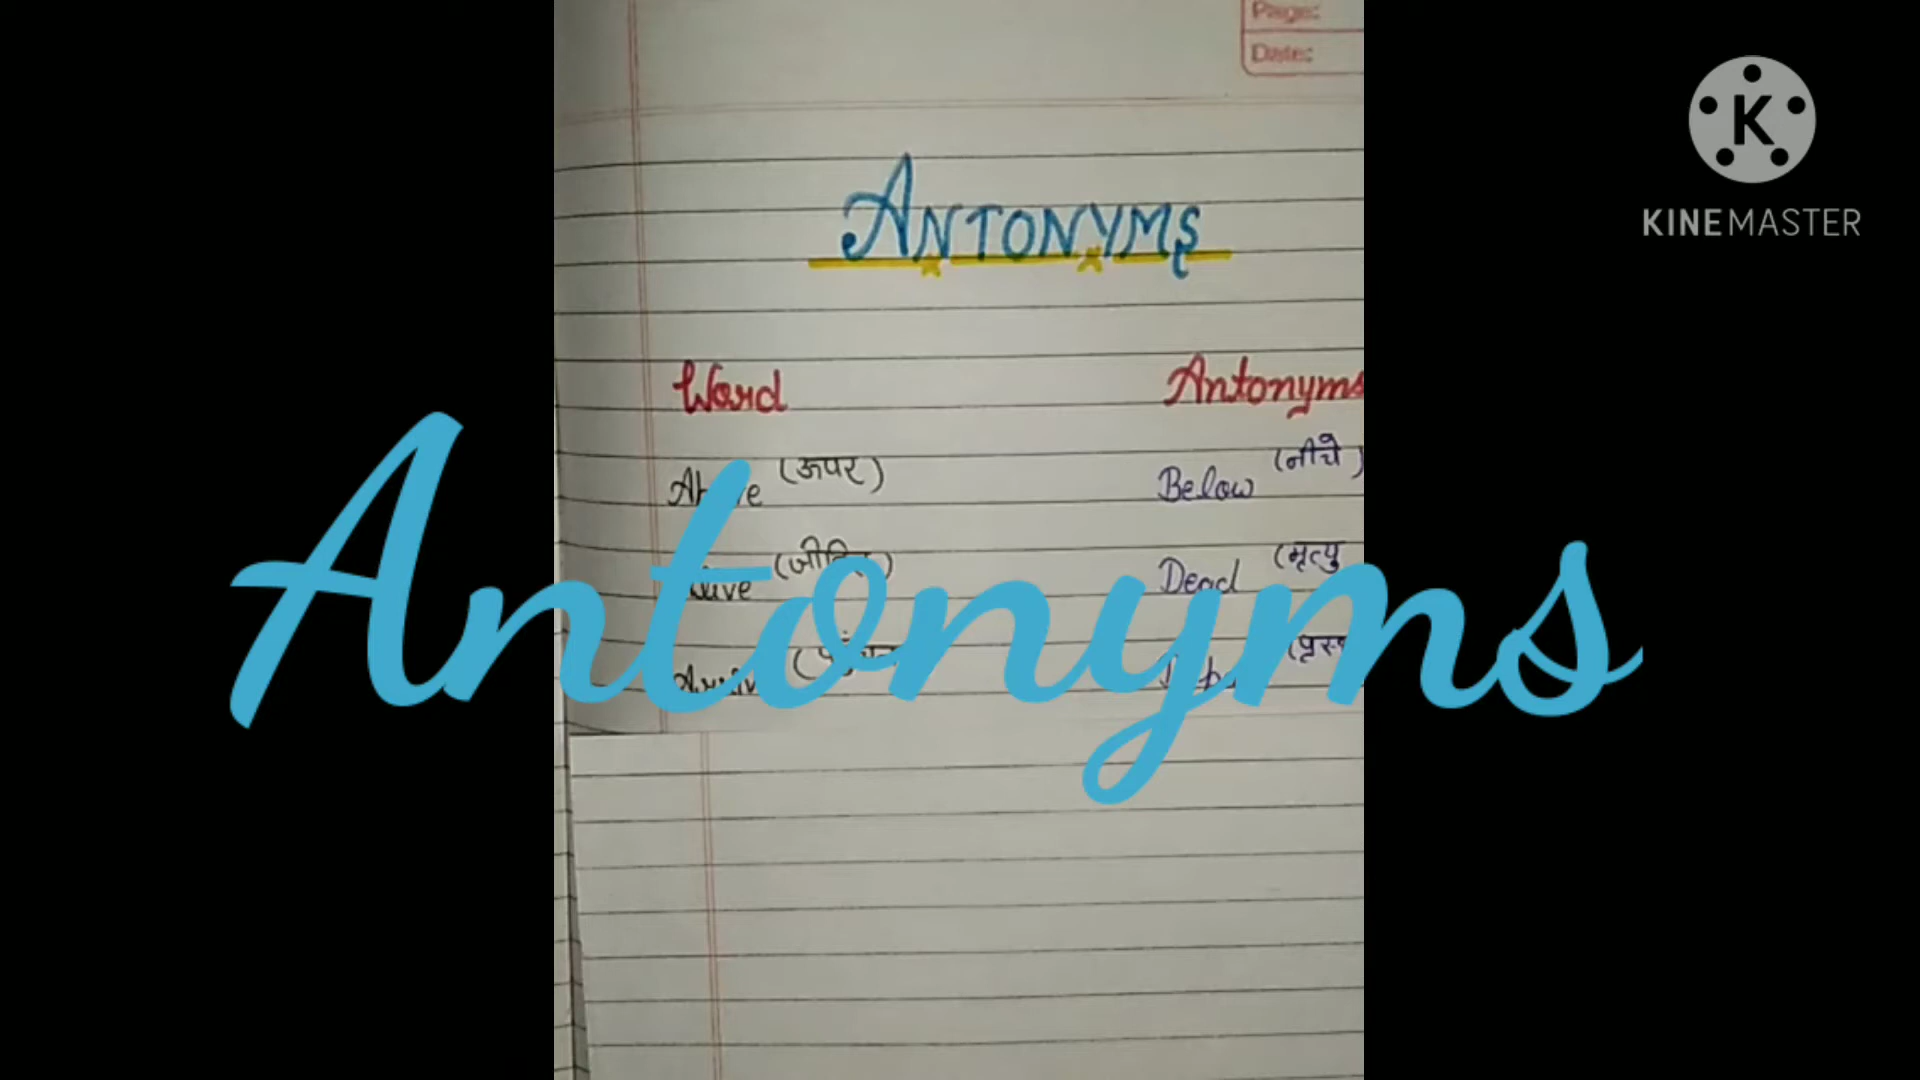 Page:
Date:
KINEMASTER
ANTONYMS
Word Antonyms
(ऊपर) Below (नीचे)
Dead (मृत्यु
Antonyms